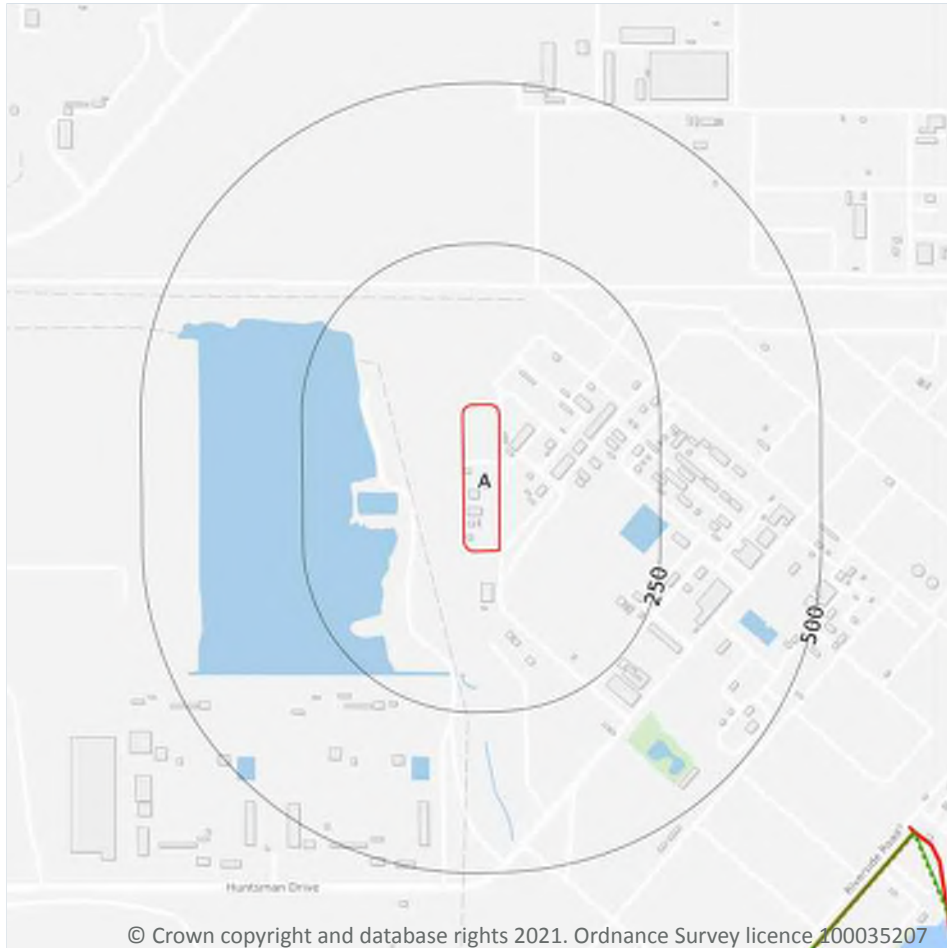 A
250
500
Riverside Road
Huntsman Drive
© Crown copyright and database rights 2021. Ordnance Survey licence 100035207